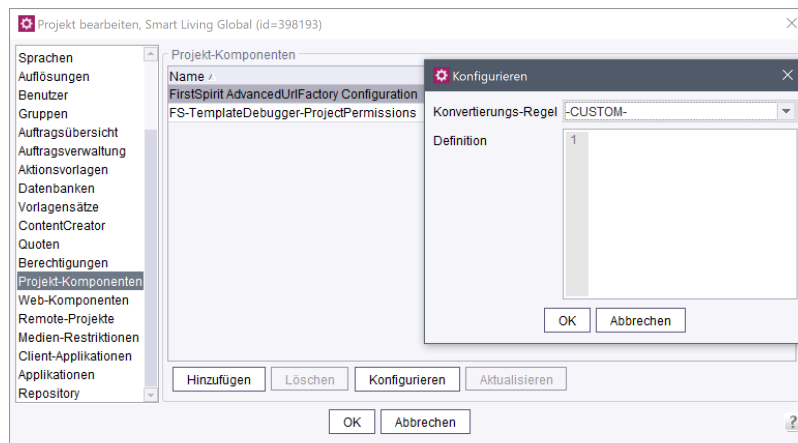 Projekt bearbeiten, Smart Living Global (id=398193)
Sprachen
Auflösungen
Benutzer
Gruppen
Auftragsübersicht
Auftragsverwaltung
Aktionsvorlagen
Datenbanken
Vorlagensätze
ContentCreator
Quoten
Berechtigungen
Projekt-Komponenten
Web-Komponenten
Remote-Projekte
Medien-Restriktionen
Client-Applikationen
Applikationen
Repository
Projekt-Komponenten
Name
FirstSpirit AdvancedUrlFactory Configuration
FS-TemplateDebugger-ProjectPermissions
Hinzufügen Löschen Konfigurieren Aktualisieren
OK Abbrechen
?
Konfigurieren
Konvertierungs-Regel -CUSTOM-
Definition 1
OK Abbrechen